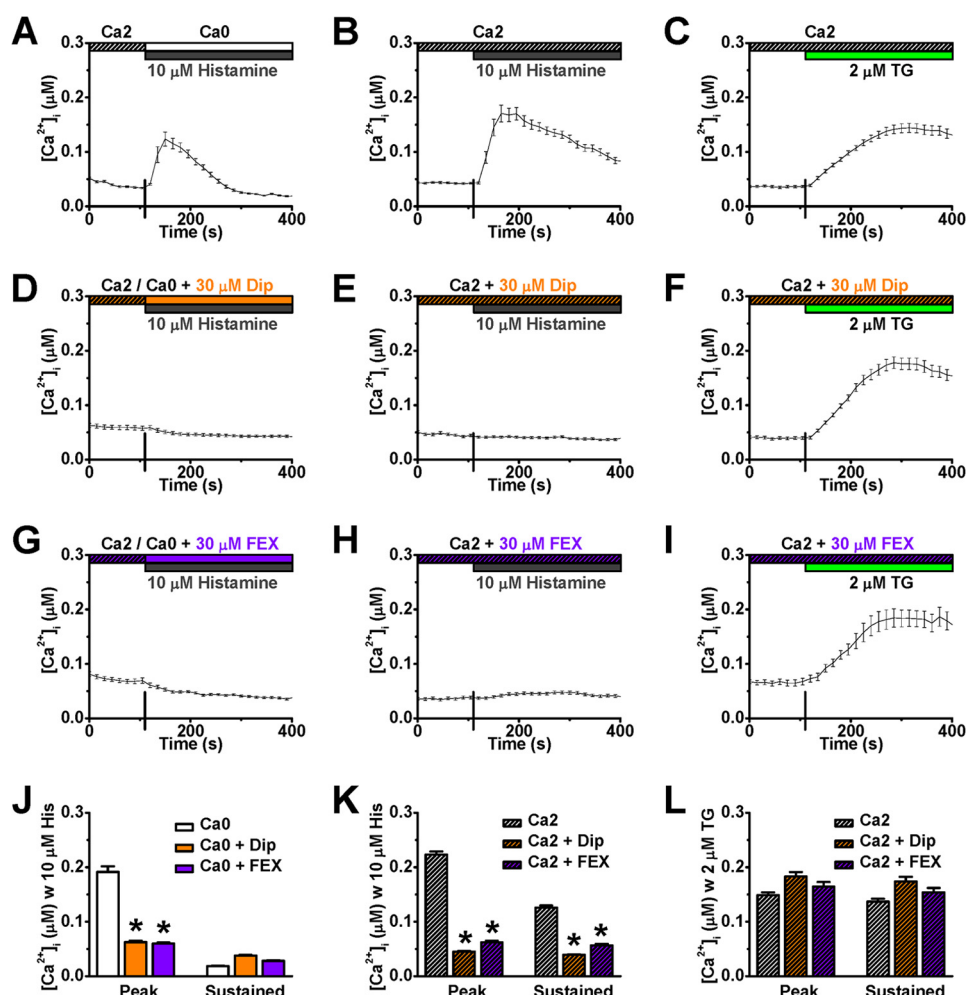 A
Ca2 Ca0
10 μM Histamine
[Ca²⁺]ᵢ (μM)
0.3
0.2
0.1
0.0
0 200 400
Time (s)
B
Ca2
10 μM Histamine
[Ca²⁺]ᵢ (μM)
0.3
0.2
0.1
0.0
0 200 400
Time (s)
C
Ca2
2 μM TG
[Ca²⁺]ᵢ (μM)
0.3
0.2
0.1
0.0
0 200 400
Time (s)
D
Ca2 / Ca0 + 30 μM Dip
10 μM Histamine
[Ca²⁺]ᵢ (μM)
0.3
0.2
0.1
0.0
0 200 400
Time (s)
E
Ca2 + 30 μM Dip
10 μM Histamine
[Ca²⁺]ᵢ (μM)
0.3
0.2
0.1
0.0
0 200 400
Time (s)
F
Ca2 + 30 μM Dip
2 μM TG
[Ca²⁺]ᵢ (μM)
0.3
0.2
0.1
0.0
0 200 400
Time (s)
G
Ca2 / Ca0 + 30 μM FEX
10 μM Histamine
[Ca²⁺]ᵢ (μM)
0.3
0.2
0.1
0.0
0 200 400
Time (s)
H
Ca2 + 30 μM FEX
10 μM Histamine
[Ca²⁺]ᵢ (μM)
0.3
0.2
0.1
0.0
0 200 400
Time (s)
I
Ca2 + 30 μM FEX
2 μM TG
[Ca²⁺]ᵢ (μM)
0.3
0.2
0.1
0.0
0 200 400
Time (s)
J
[Ca²⁺]ᵢ (μM) w 10 μM His
0.3
0.2
0.1
0.0
Ca0
Ca0 + Dip
Ca0 + FEX
* *
Peak Sustained
K
[Ca²⁺]ᵢ (μM) w 10 μM His
0.3
0.2
0.1
0.0
Ca2
Ca2 + Dip
Ca2 + FEX
* * * *
Peak Sustained
L
[Ca²⁺]ᵢ (μM) w 2 μM TG
0.3
0.2
0.1
0.0
Ca2
Ca2 + Dip
Ca2 + FEX
Peak Sustained